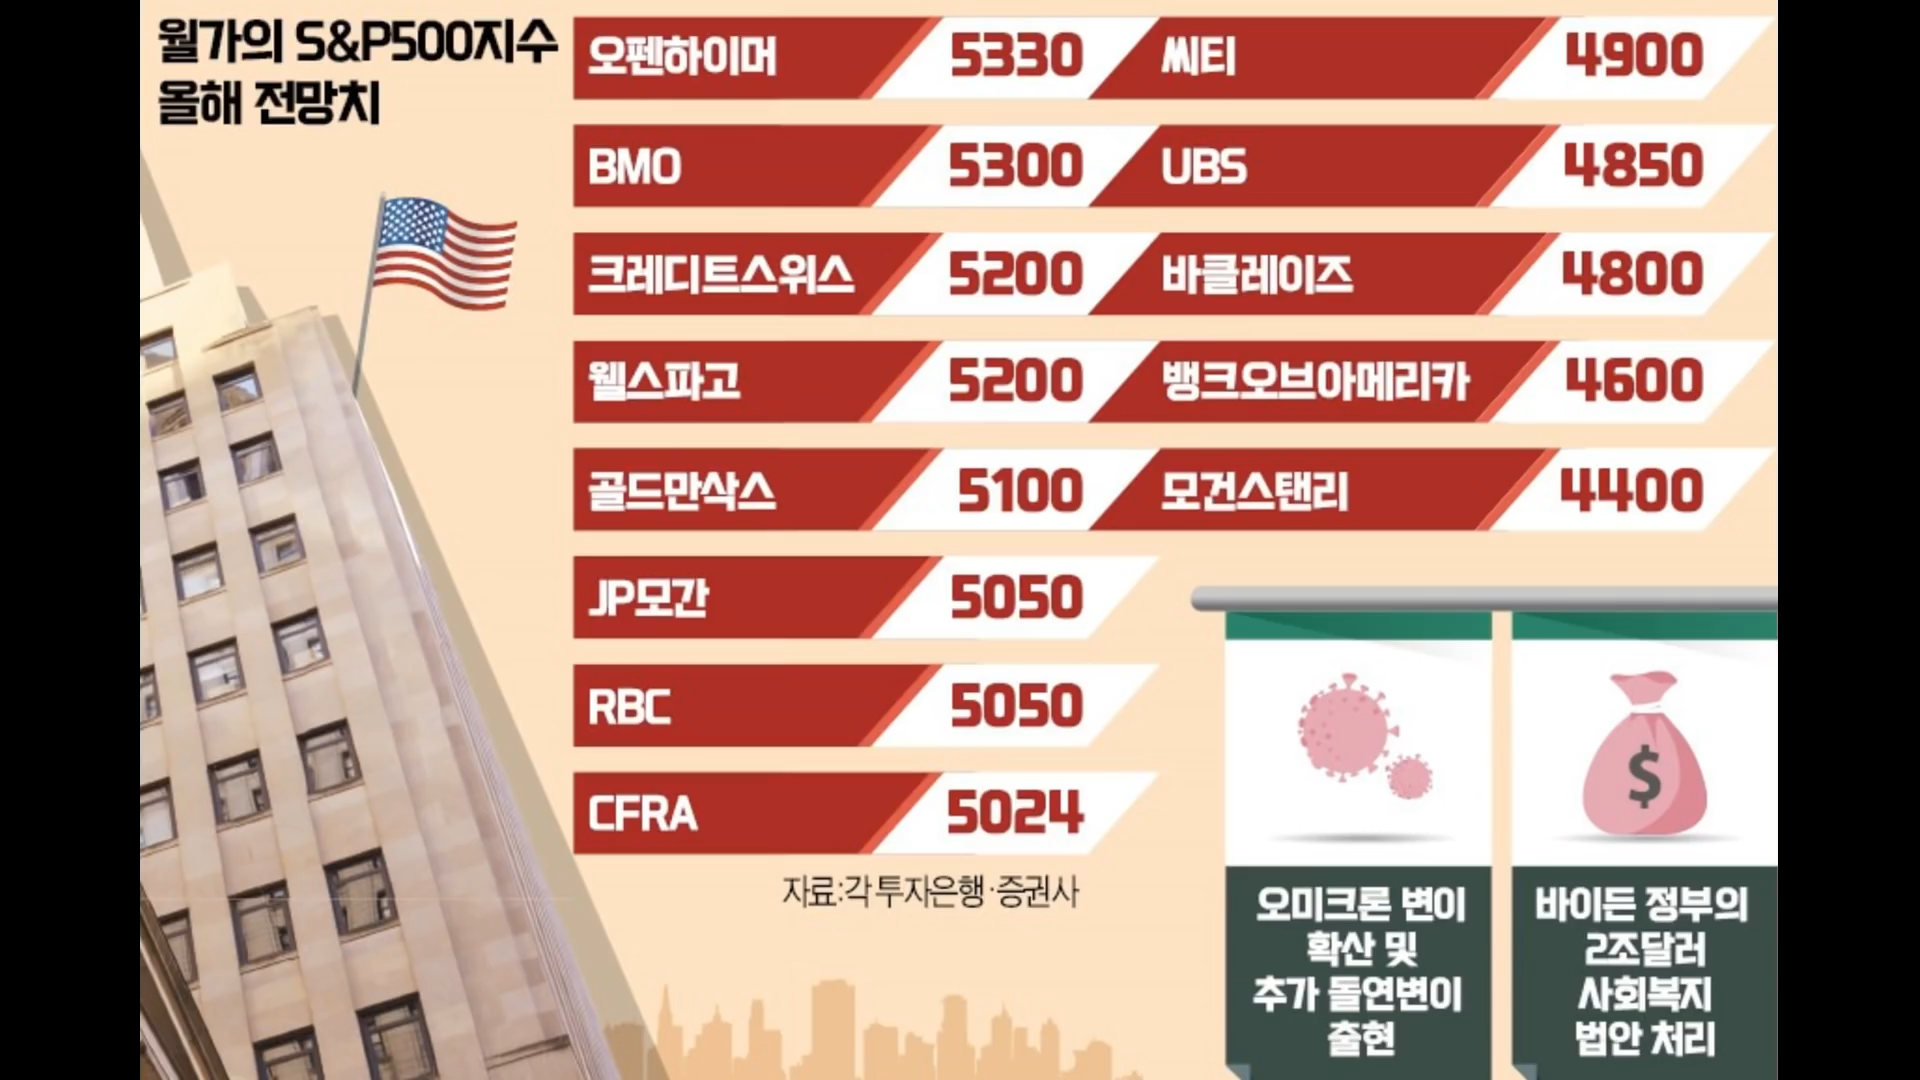 월가의 S&P500지수
올해 전망치
오펜하이머 5330
BMO 5300
크레디트스위스 5200
웰스파고 5200
골드만삭스 5100
JP모간 5050
RBC 5050
CFRA 5024
씨티 4900
UBS 4850
바클레이즈 4800
뱅크오브아메리카 4600
모건스탠리 4400
자료:각 투자은행·증권사
오미크론 변이
확산 및
추가 돌연변이
출현
$
바이든 정부의
2조달러
사회복지
법안 처리